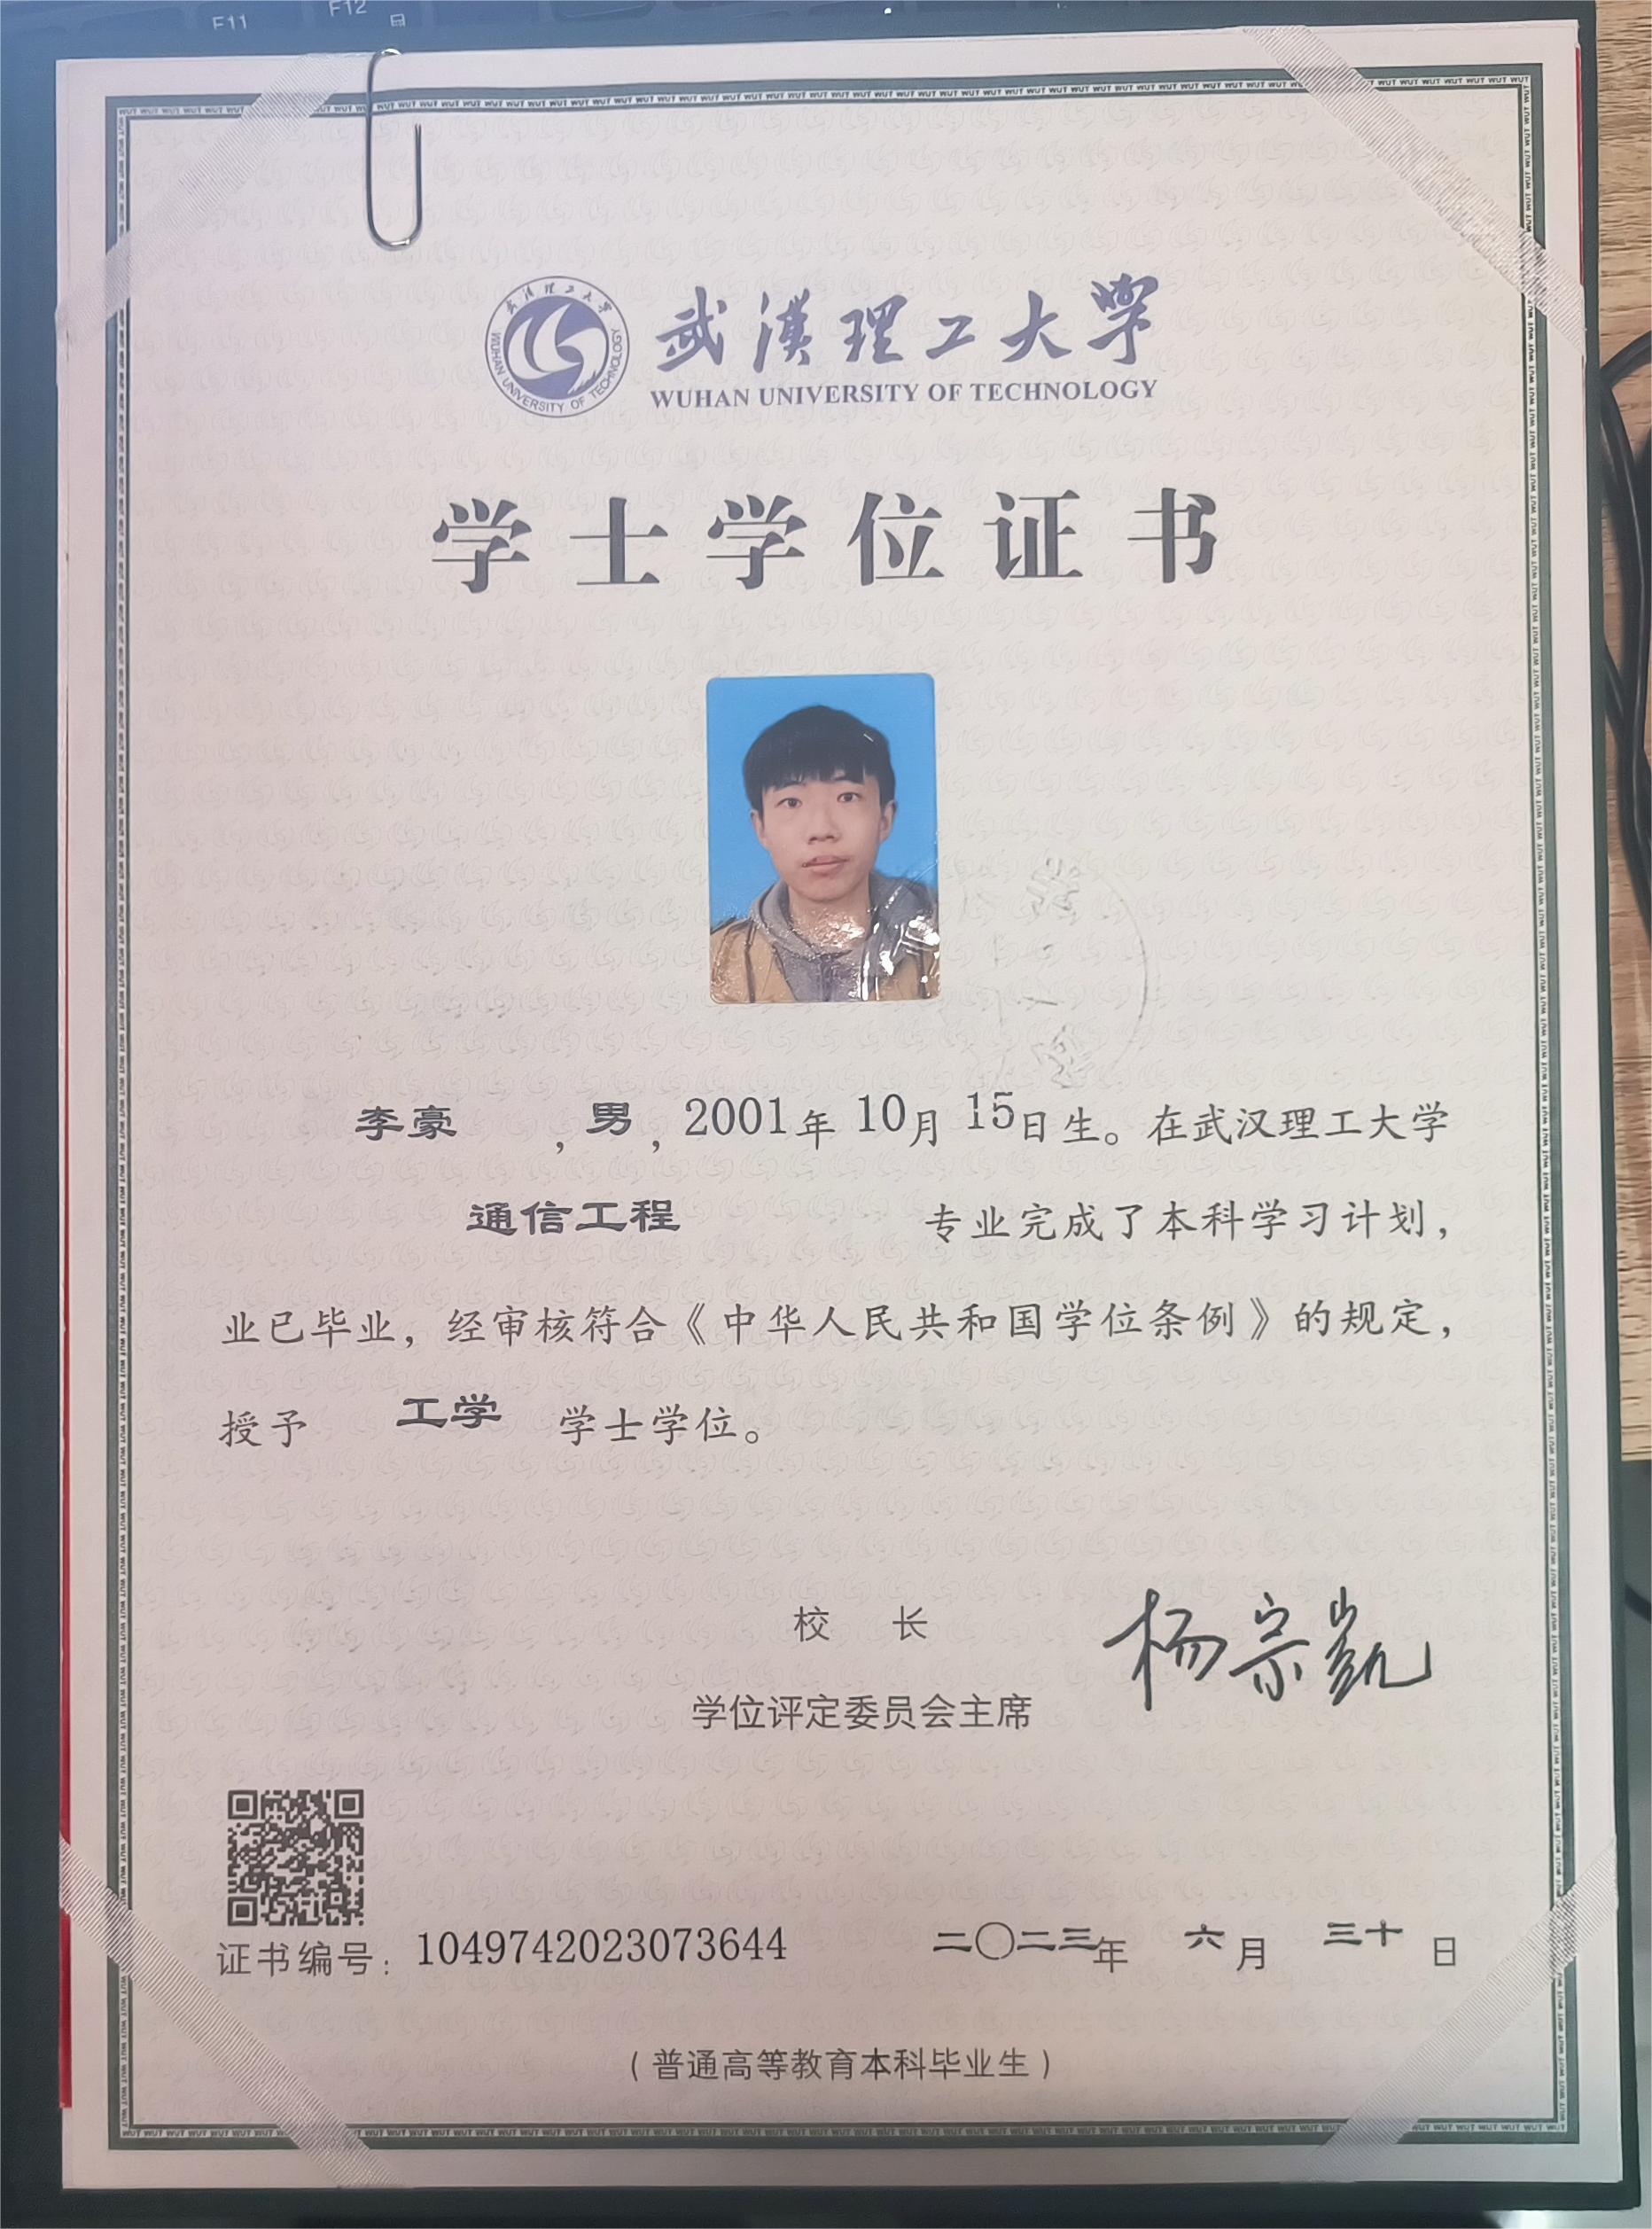 F11
F12
武汉理工大学
WUHAN UNIVERSITY OF TECHNOLOGY
武漢理工大學
WUHAN UNIVERSITY OF TECHNOLOGY
学士学位证书
李豪 ，男，2001年 10月 15日生。在武汉理工大学
通信工程 专业完成了本科学习计划，
业已毕业，经审核符合《中华人民共和国学位条例》的规定，
授予 工学 学士学位。
校 长
杨宗凯
学位评定委员会主席
证书编号：1049742023073644 二〇二三年 六月 三十日
（普通高等教育本科毕业生）